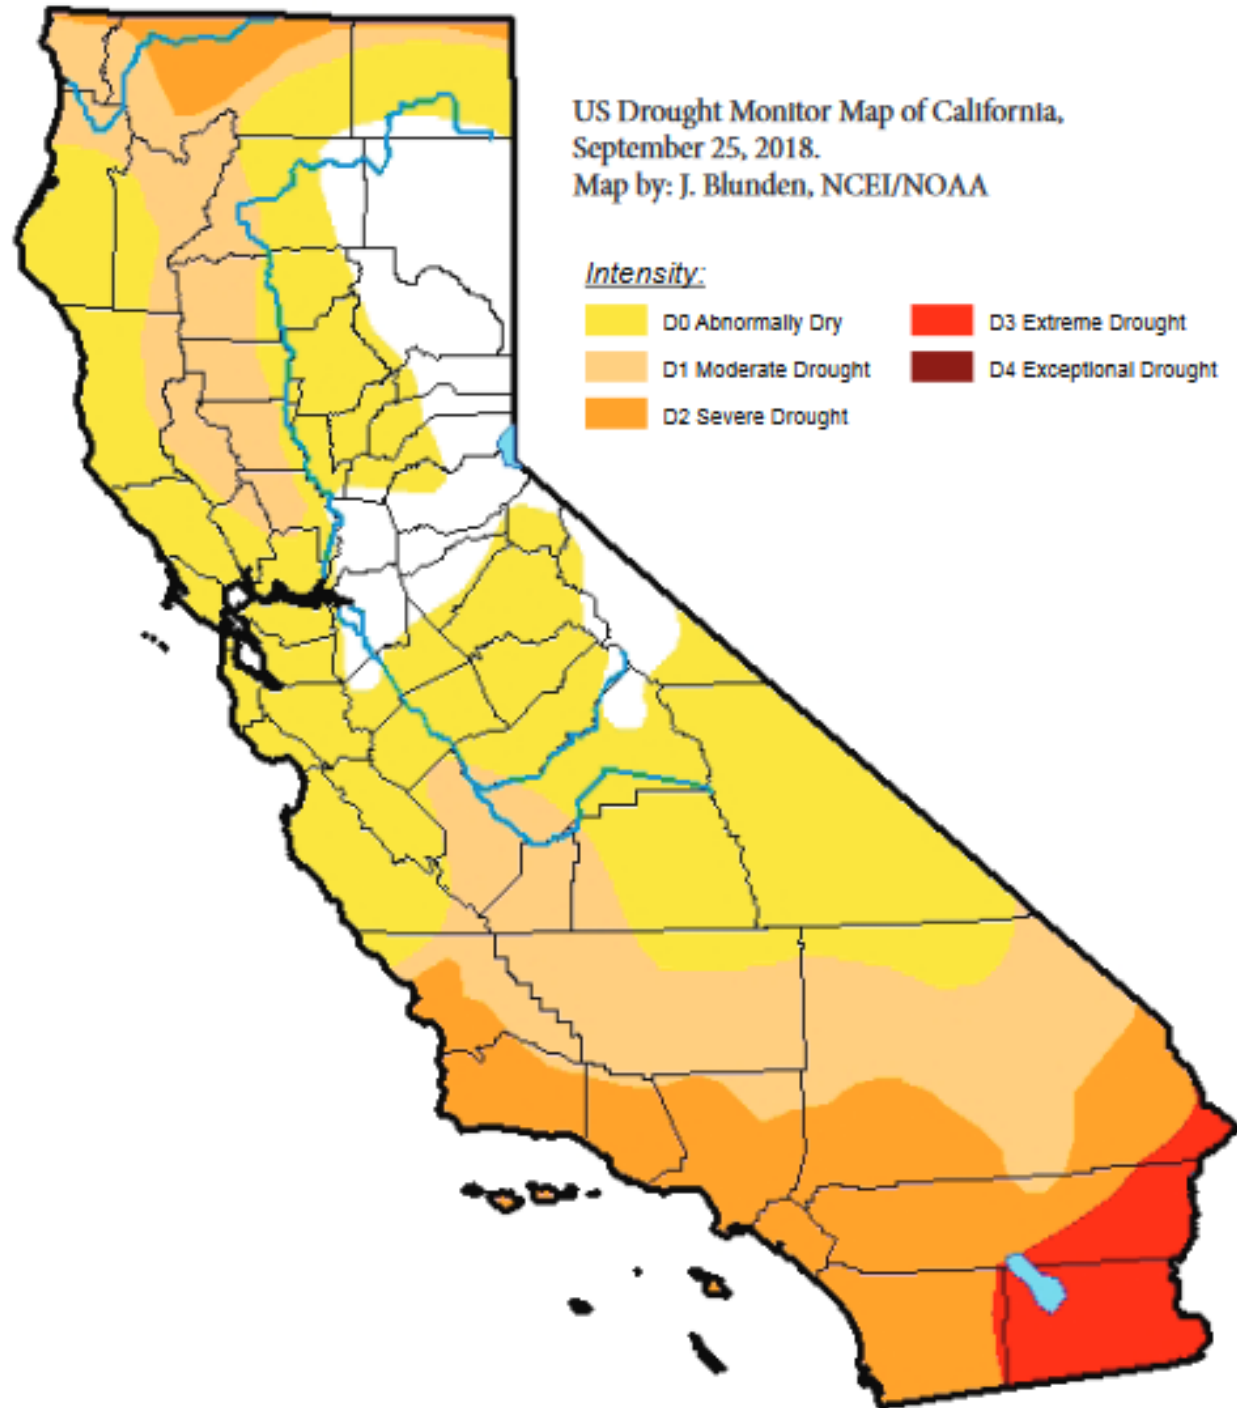 US Drought Monitor Map of California,
September 25, 2018.
Map by: J. Blunden, NCEI/NOAA
Intensity:
D0 Abnormally Dry
D1 Moderate Drought
D2 Severe Drought
D3 Extreme Drought
D4 Exceptional Drought